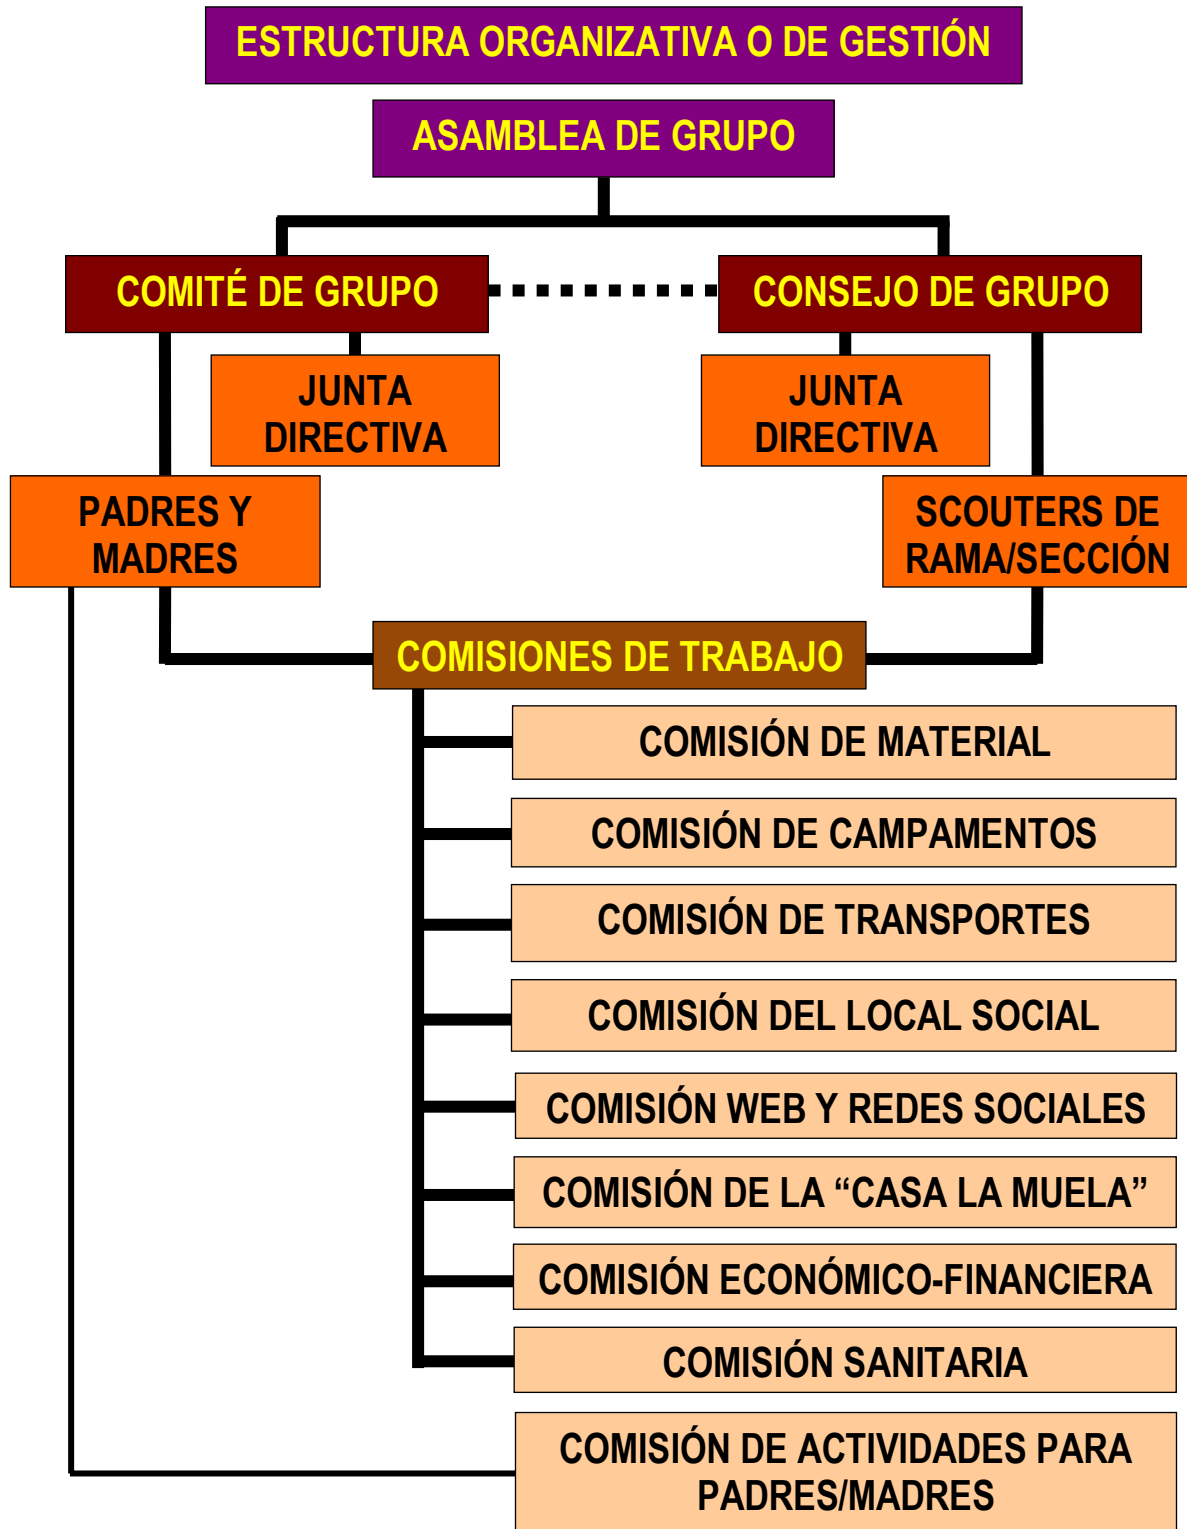 ESTRUCTURA ORGANIZATIVA O DE GESTIÓN
ASAMBLEA DE GRUPO
COMITÉ DE GRUPO
CONSEJO DE GRUPO
JUNTA
DIRECTIVA
JUNTA
DIRECTIVA
PADRES Y
MADRES
SCOUTERS DE
RAMA/SECCIÓN
COMISIONES DE TRABAJO
COMISIÓN DE MATERIAL
COMISIÓN DE CAMPAMENTOS
COMISIÓN DE TRANSPORTES
COMISIÓN DEL LOCAL SOCIAL
COMISIÓN WEB Y REDES SOCIALES
COMISIÓN DE LA “CASA LA MUELA”
COMISIÓN ECONÓMICO-FINANCIERA
COMISIÓN SANITARIA
COMISIÓN DE ACTIVIDADES PARA
PADRES/MADRES